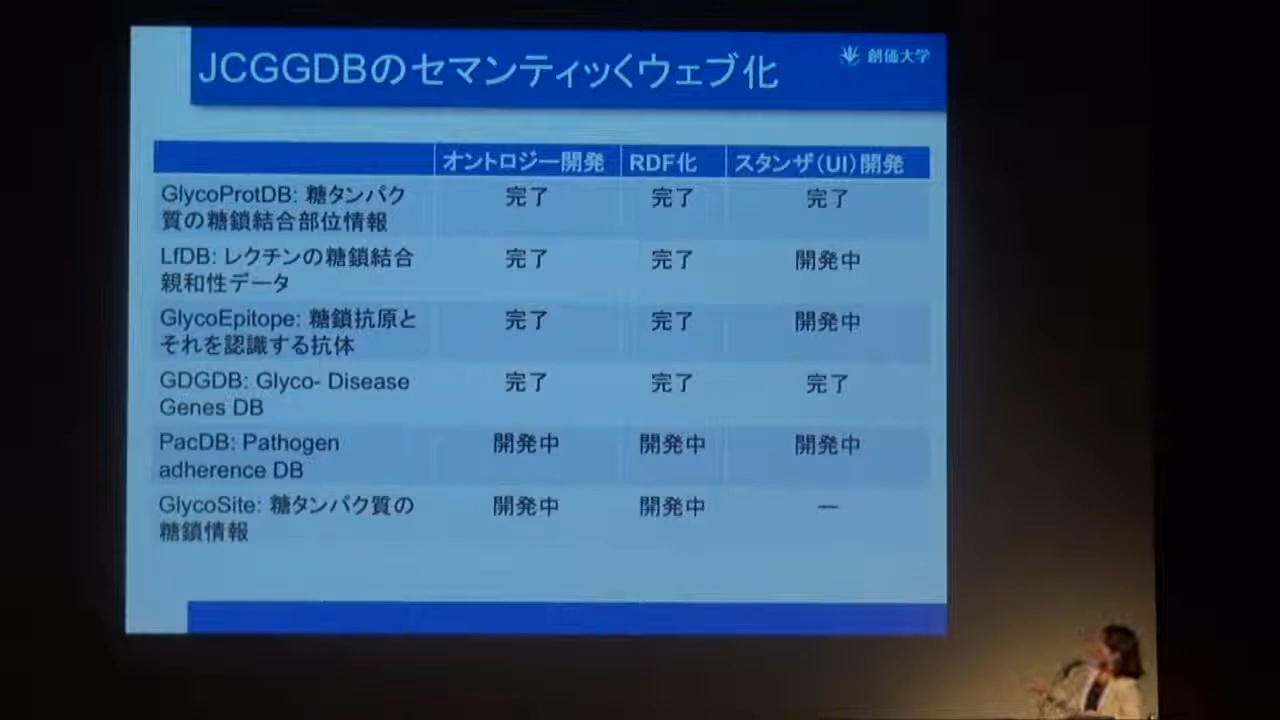 JCGGDBのセマンティッくウェブ化
創価大学
オントロジー開発 RDF化 スタンザ(UI)開発
GlycoProtDB: 糖タンパク
質の糖鎖結合部位情報
完了 完了 完了
LfDB: レクチンの糖鎖結合
親和性データ
完了 完了 開発中
GlycoEpitope: 糖鎖抗原と
それを認識する抗体
完了 完了 開発中
GDGDB: Glyco- Disease
Genes DB
完了 完了 完了
PacDB: Pathogen
adherence DB
開発中 開発中 開発中
GlycoSite: 糖タンパク質の
糖鎖情報
開発中 開発中 ー